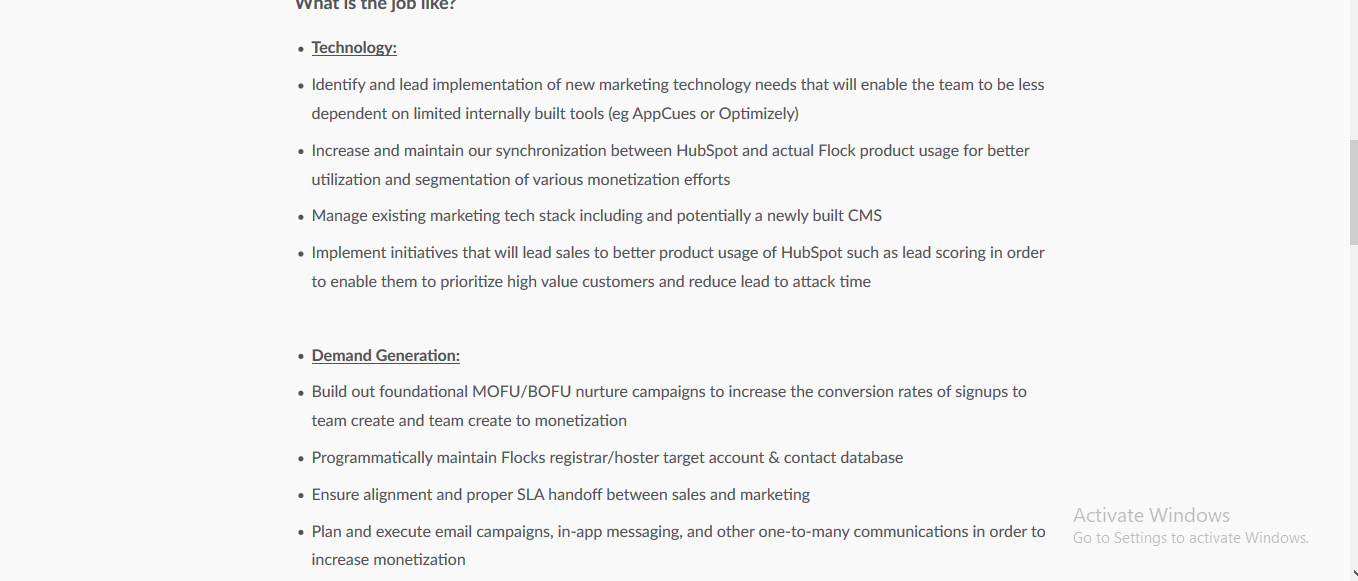 What is the job like?
• Technology:
• Identify and lead implementation of new marketing technology needs that will enable the team to be less
dependent on limited internally built tools (eg AppCues or Optimizely)
• Increase and maintain our synchronization between HubSpot and actual Flock product usage for better
utilization and segmentation of various monetization efforts
• Manage existing marketing tech stack including and potentially a newly built CMS
• Implement initiatives that will lead sales to better product usage of HubSpot such as lead scoring in order
to enable them to prioritize high value customers and reduce lead to attack time
• Demand Generation:
• Build out foundational MOFU/BOFU nurture campaigns to increase the conversion rates of signups to
team create and team create to monetization
• Programmatically maintain Flocks registrar/hoster target account & contact database
• Ensure alignment and proper SLA handoff between sales and marketing
• Plan and execute email campaigns, in-app messaging, and other one-to-many communications in order to
increase monetization
Activate Windows
Go to Settings to activate Windows.